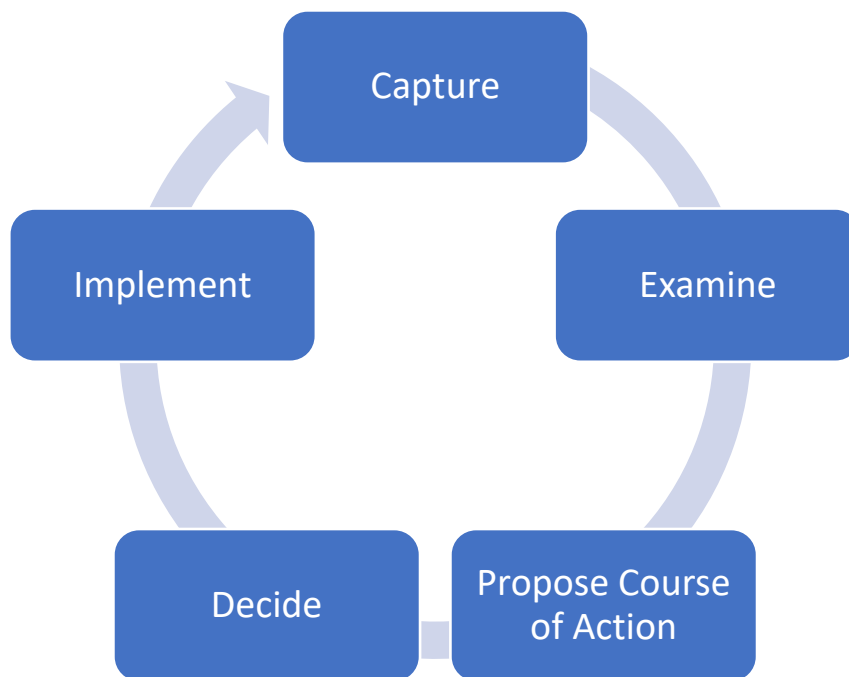 Capture
Examine
Propose Course
of Action
Decide
Implement